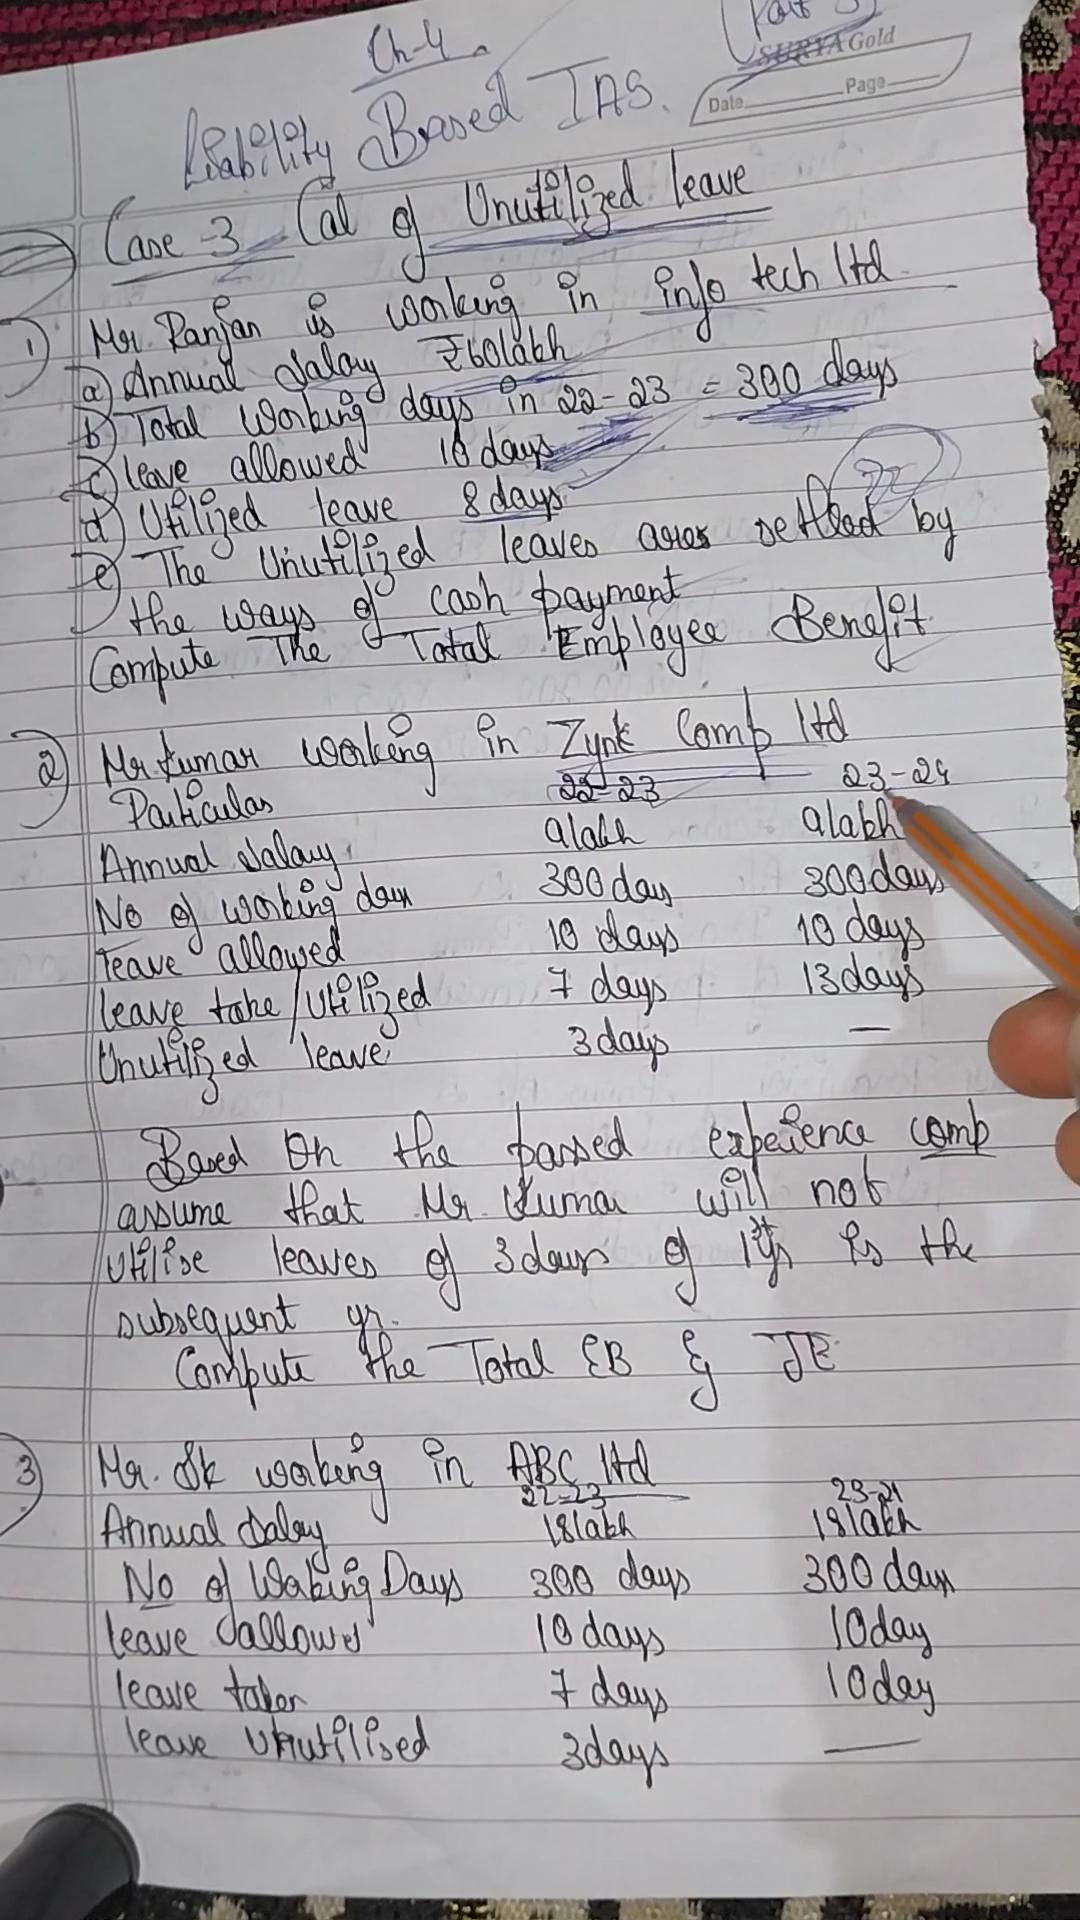 Ch-4
SURYA Gold
Date Page
Liability Based IAS.
Case-3 Cal of Unutilized leave
1) Mr. Ranjan is working in info tech ltd
a) Annual Salary ₹60lakh
b) Total working days in 22-23 = 300 days
c) leave allowed 10 days
d) Utilized leave 8 days
e) The Unutilized leaves are settled by
the ways of cash payment
Compute The Total Employee Benefit
2) Mr. Kumar working in Zynk Comp ltd
Particulas 22-23 23-24
Annual Salary 9lakh 9lakh
No of working days 300 days 300 days
Leave allowed 10 days 10 days
leave take/Utilized 7 days 13 days
Unutilized leave 3 days —
Based on the passed expeience comp
assume that Mr. Kumar will not
utilise leaves of 3 days of 1st yr is the
subsequent yr.
Compute the Total EB & JE
3) Mr. Sk working in ABC ltd
22-23 23-24
Annual Salay 18lakh 18lakh
No of Woking Days 300 days 300 days
leave allowed 10 days 10 day
leave taken 7 days 10 day
leave Unutilised 3 days —